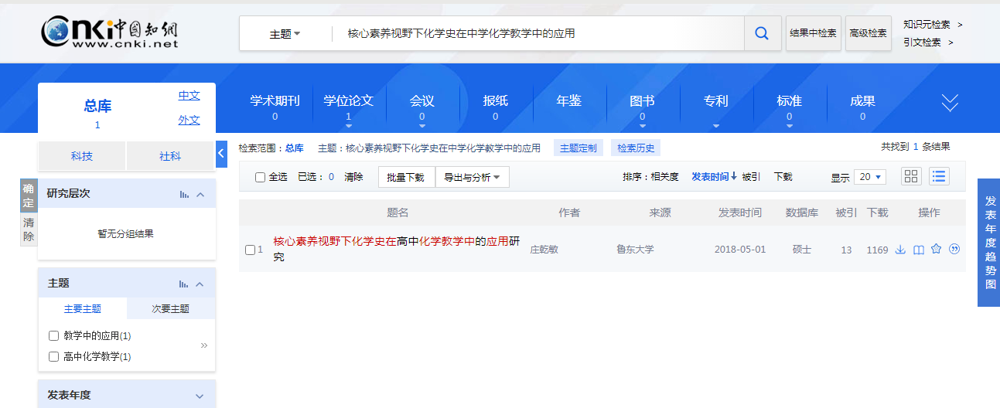 Cnki中国知網
www.cnki.net
主题 核心素养视野下化学史在中学化学教学中的应用 结果中检索 高级检索
知识元检索 >
引文检索 >
总库
1
中文
外文
科技 社科
学术期刊 学位论文 会议 报纸 年鉴 图书 专利 标准 成果
0 1 0 0 0 0 0
检索范围：总库 主题：核心素养视野下化学史在中学化学教学中的应用 主题定制 检索历史 共找到 1 条结果
全选 已选：0 清除 批量下载 导出与分析 排序：相关度 发表时间↓ 被引 下载 显示 20
题名 作者 来源 发表时间 数据库 被引 下载 操作
1 核心素养视野下化学史在高中化学教学中的应用研
究
庄乾敏 鲁东大学 2018-05-01 硕士 13 1169
确定
清除
研究层次
暂无分组结果
主题
主要主题 次要主题
教学中的应用(1)
高中化学教学(1)
»
发表年度
发表年度趋势图